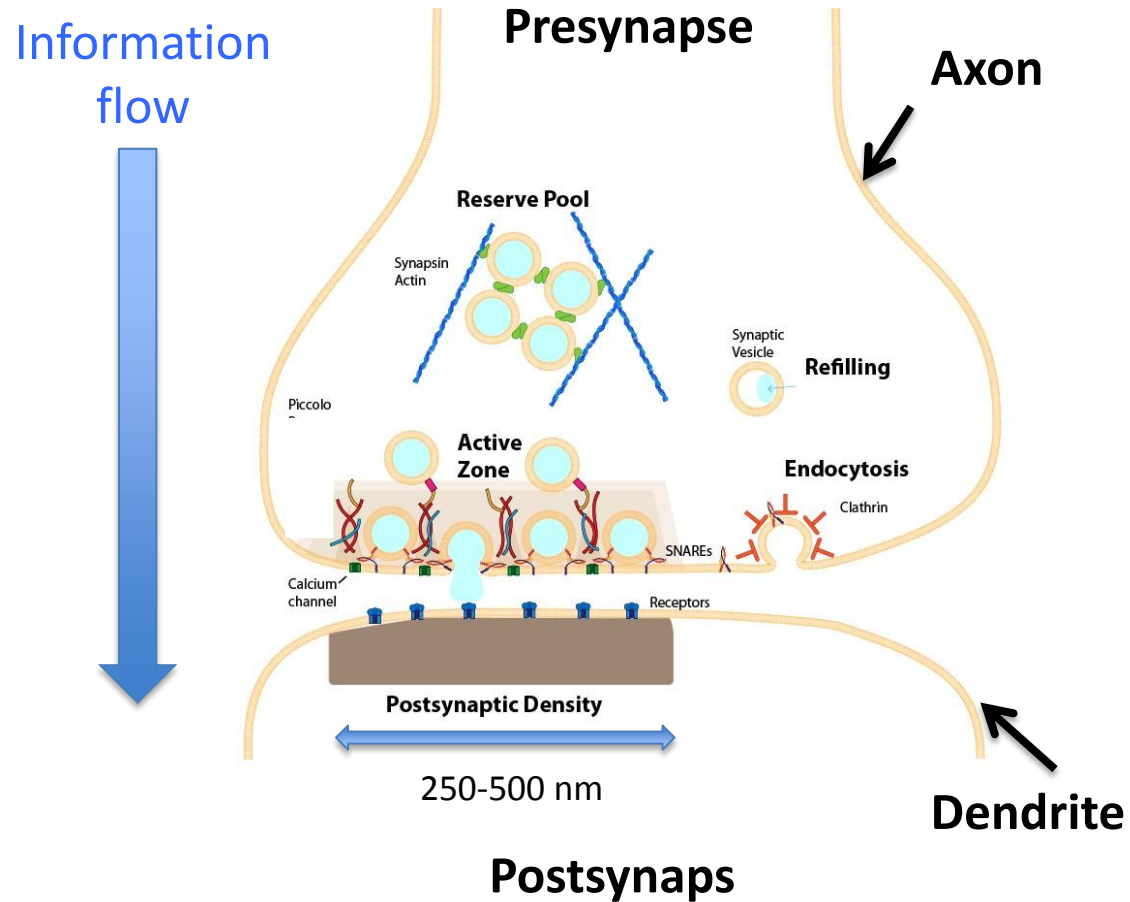 Information
flow
Presynapse
Axon
Reserve Pool
Synapsin
Actin
Synaptic
Vesicle
Refilling
Piccolo
Active
Zone
Endocytosis
Clathrin
SNAREs
Calcium
channel
Receptors
Postsynaptic Density
250-500 nm
Dendrite
Postsynaps